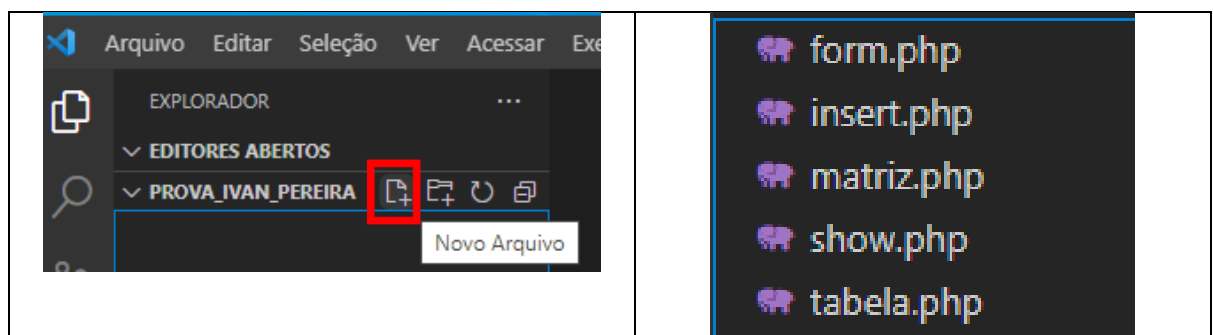 Arquivo Editar Seleção Ver Acessar Exe
EXPLORADOR
EDITORES ABERTOS
PROVA_IVAN_PEREIRA
Novo Arquivo
form.php
insert.php
matriz.php
show.php
tabela.php